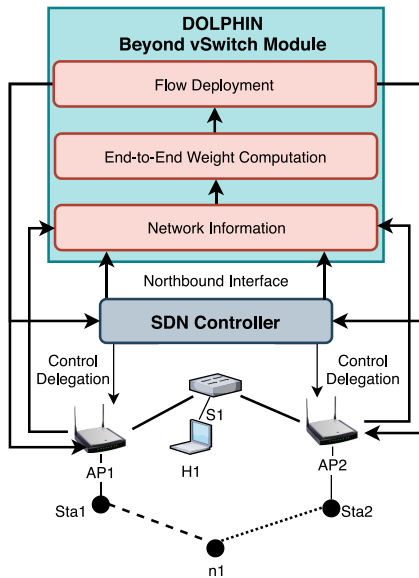 DOLPHIN
Beyond vSwitch Module
Flow Deployment
End-to-End Weight Computation
Network Information
Northbound Interface
SDN Controller
Control
Delegation
Control
Delegation
S1
H1
AP1
AP2
Sta1
Sta2
n1